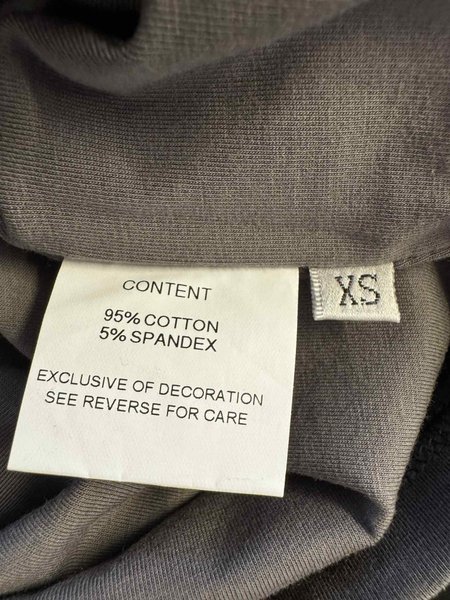 CONTENT
95% COTTON
5% SPANDEX
EXCLUSIVE OF DECORATION
SEE REVERSE FOR CARE
XS